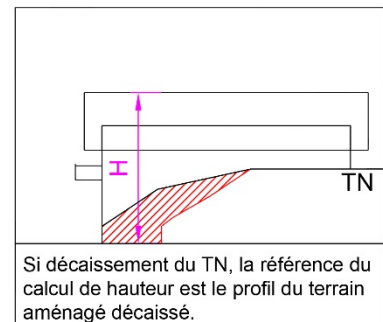 H
TN
Si décaissement du TN, la référence du
calcul de hauteur est le profil du terrain
aménagé décaissé.